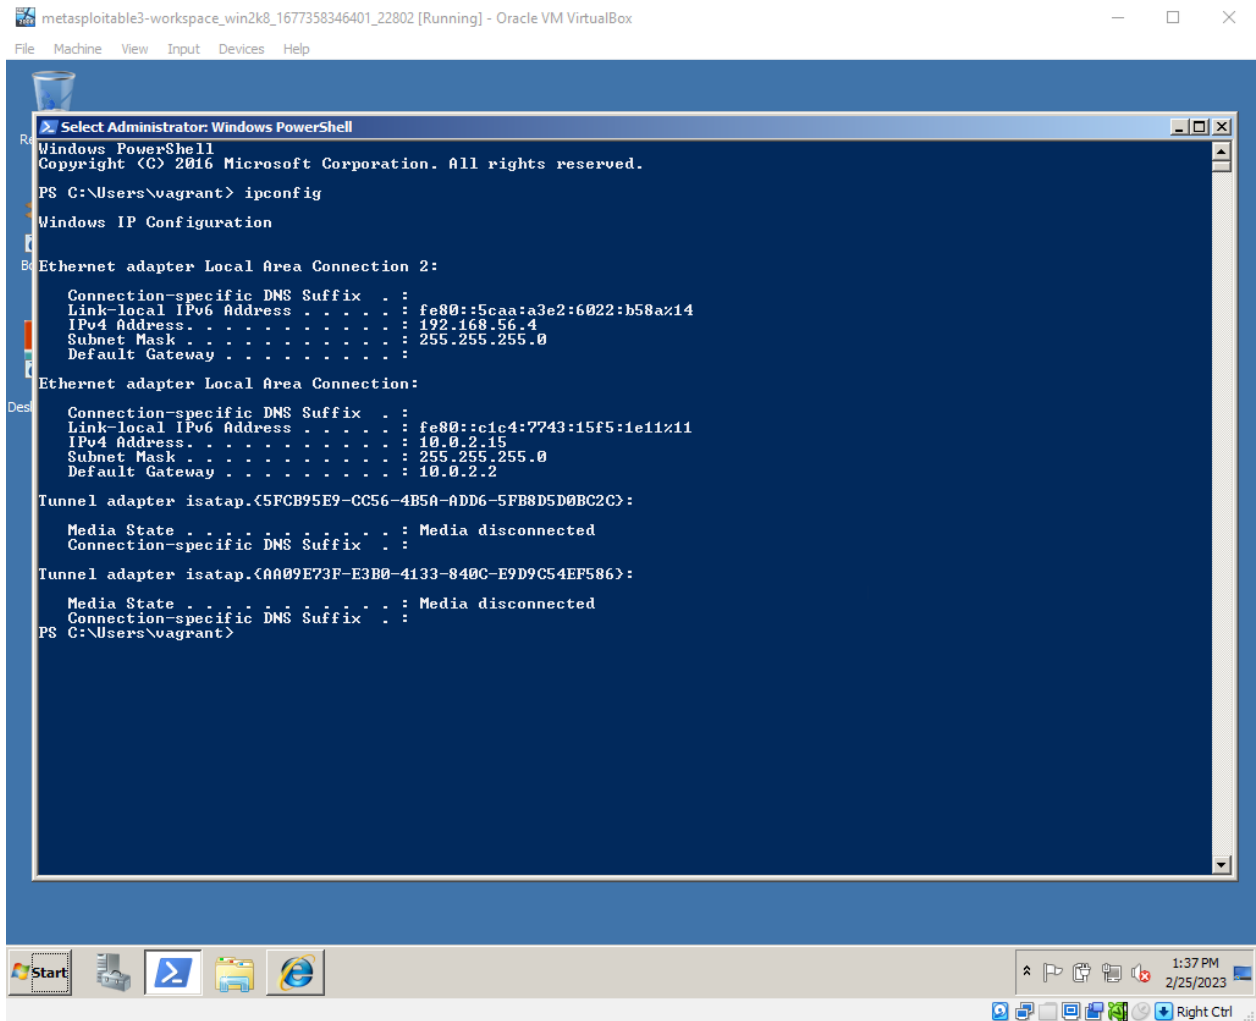 metasploitable3-workspace_win2k8_1677358346401_22802 [Running] - Oracle VM VirtualBox
File Machine View Input Devices Help
Select Administrator: Windows PowerShell
Windows PowerShell
Copyright (C) 2016 Microsoft Corporation. All rights reserved.
PS C:\Users\vagrant> ipconfig
Windows IP Configuration
Ethernet adapter Local Area Connection 2:
Connection-specific DNS Suffix . :
Link-local IPv6 Address . . . . . : fe80::5caa:a3e2:6022:b58a%14
IPv4 Address. . . . . . . . . . . : 192.168.56.4
Subnet Mask . . . . . . . . . . . : 255.255.255.0
Default Gateway . . . . . . . . . :
Ethernet adapter Local Area Connection:
Connection-specific DNS Suffix . :
Link-local IPv6 Address . . . . . : fe80::c1c4:7743:15f5:1e11%11
IPv4 Address. . . . . . . . . . . : 10.0.2.15
Subnet Mask . . . . . . . . . . . : 255.255.255.0
Default Gateway . . . . . . . . . : 10.0.2.2
Tunnel adapter isatap.{5FCB95E9-CC56-4B5A-ADD6-5FB8D5D0BC2C}:
Media State . . . . . . . . . . . : Media disconnected
Connection-specific DNS Suffix . :
Tunnel adapter isatap.{AA09E73F-E3B0-4133-840C-E9D9C54EF586}:
Media State . . . . . . . . . . . : Media disconnected
Connection-specific DNS Suffix . :
PS C:\Users\vagrant>
Start
1:37 PM
2/25/2023
Right Ctrl